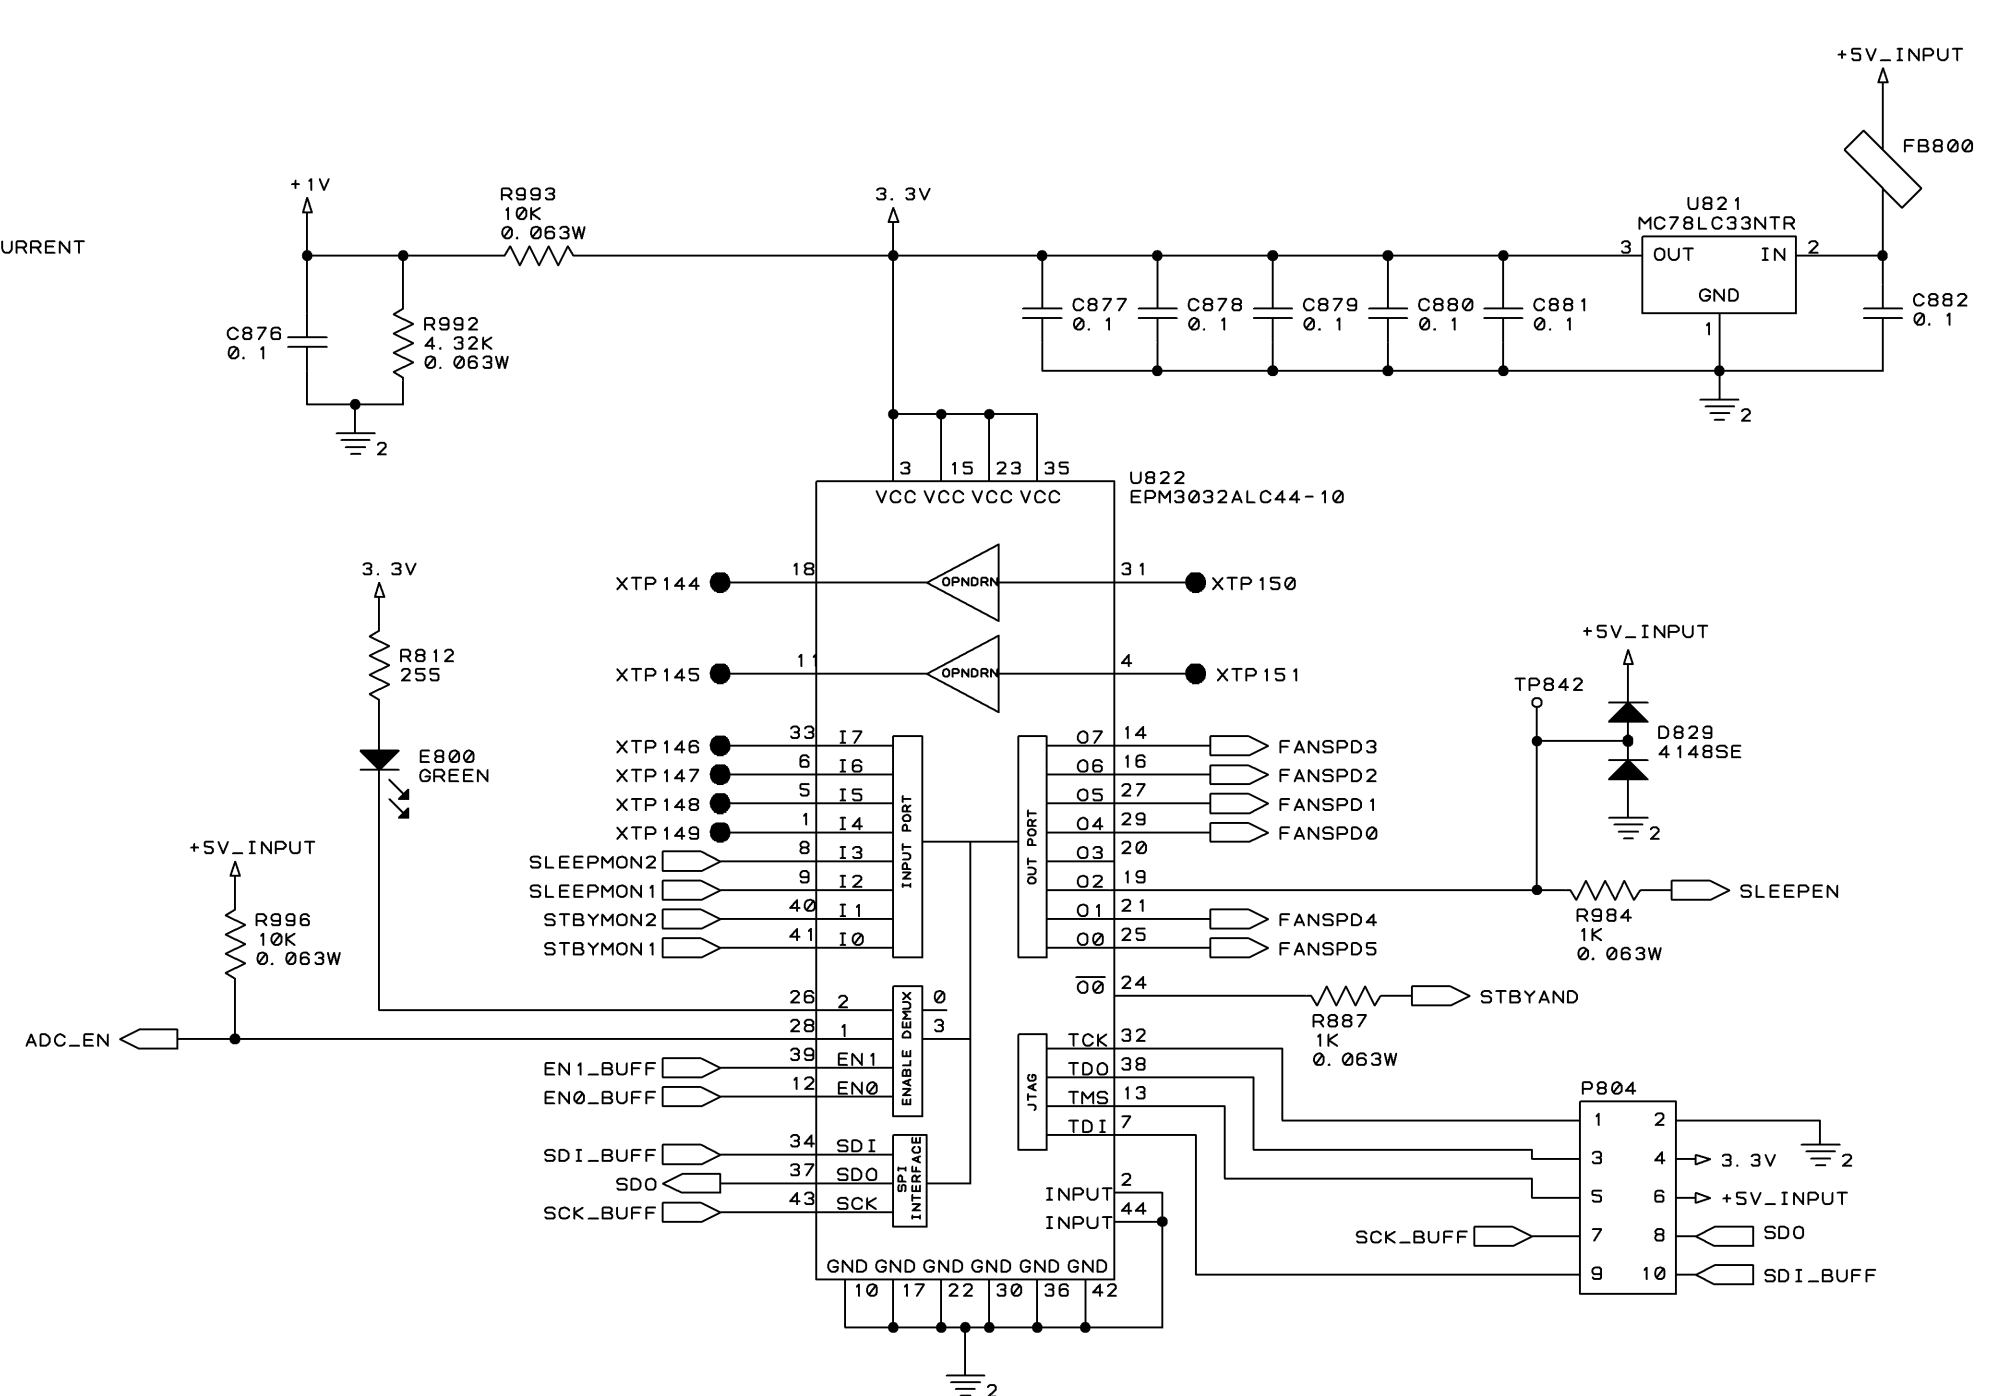 +5V_INPUT
FB800
+1V
R993
10K
0.063W
3.3V
U821
MC78LC33NTR
URRENT
3 OUT IN 2
GND
1
C876
0.1
R992
4.32K
0.063W
C877
0.1
C878
0.1
C879
0.1
C880
0.1
C881
0.1
C882
0.1
2
2
3 15 23 35
VCC VCC VCC VCC
U822
EPM3032ALC44-10
XTP144 18 OPNDRN 31 XTP150
XTP145 11 OPNDRN 4 XTP151
3.3V
R812
255
E800
GREEN
+5V_INPUT
TP842
D829
4148SE
2
XTP146 33 I7
XTP147 6 I6
XTP148 5 I5
XTP149 1 I4
SLEEPMON2 8 I3
SLEEPMON1 9 I2
STBYMON2 40 I1
STBYMON1 41 I0
INPUT PORT
OUT PORT
O7 14 FANSPD3
O6 16 FANSPD2
O5 27 FANSPD1
O4 29 FANSPD0
O3 20
O2 19
O1 21 FANSPD4
O0 25 FANSPD5
O0 24
R984
1K
0.063W
SLEEPEN
R887
1K
0.063W
STBYAND
+5V_INPUT
R996
10K
0.063W
ADC_EN
26 2 0
28 1 3
EN1_BUFF 39 EN1
EN0_BUFF 12 EN0
ENABLE DEMUX
SDI_BUFF 34 SDI
SDO 37 SDO
SCK_BUFF 43 SCK
SPI
INTERFACE
JTAG
TCK 32
TDO 38
TMS 13
TDI 7
INPUT 2
INPUT 44
P804
1 2
2
3 4 3.3V
5 6 +5V_INPUT
SCK_BUFF 7 8 SDO
9 10 SDI_BUFF
GND GND GND GND GND GND
10 17 22 30 36 42
2